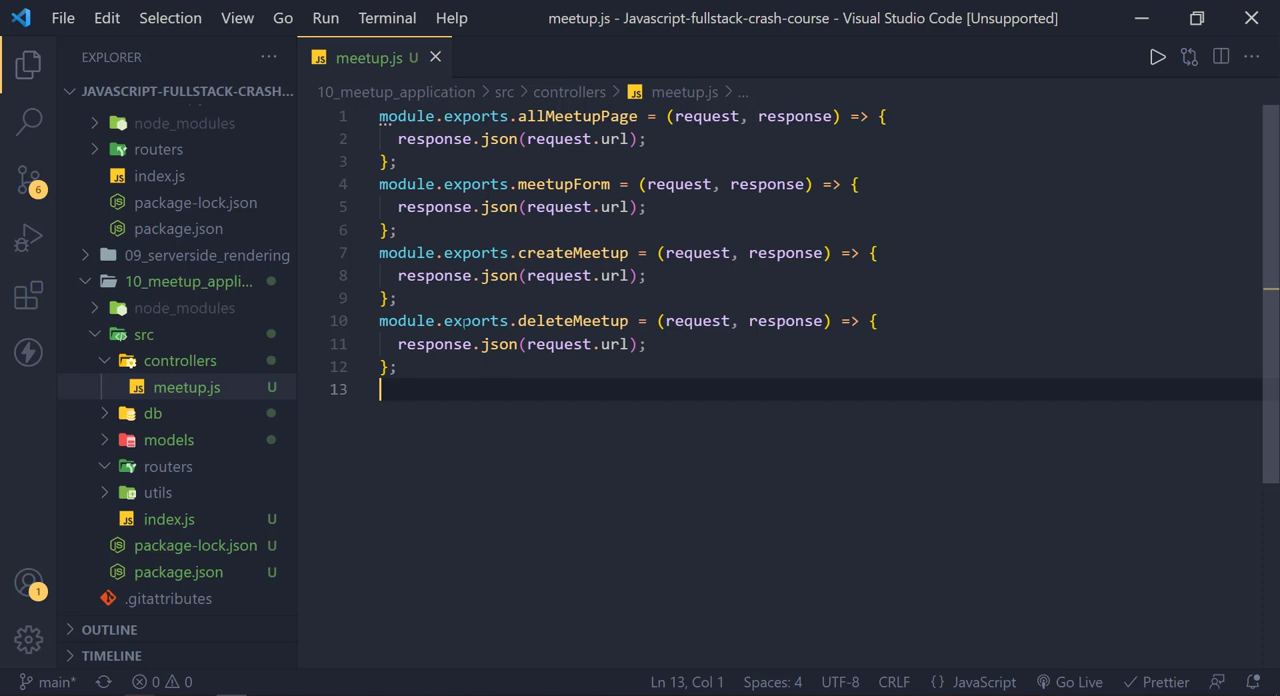 File Edit Selection View Go Run Terminal Help meetup.js - Javascript-fullstack-crash-course - Visual Studio Code [Unsupported]
EXPLORER
JAVASCRIPT-FULLSTACK-CRASH...
node_modules
routers
index.js
package-lock.json
package.json
09_serverside_rendering
10_meetup_appli...
node_modules
src
controllers
meetup.js U
db
models
routers
utils
index.js U
package-lock.json U
package.json U
.gitattributes
OUTLINE
TIMELINE
6
1
JS meetup.js U
10_meetup_application > src > controllers > JS meetup.js > ...
1 module.exports.allMeetupPage = (request, response) => {
2 response.json(request.url);
3 };
4 module.exports.meetupForm = (request, response) => {
5 response.json(request.url);
6 };
7 module.exports.createMeetup = (request, response) => {
8 response.json(request.url);
9 };
10 module.exports.deleteMeetup = (request, response) => {
11 response.json(request.url);
12 };
13
main* 0 0 Ln 13, Col 1 Spaces: 4 UTF-8 CRLF {} JavaScript Go Live Prettier